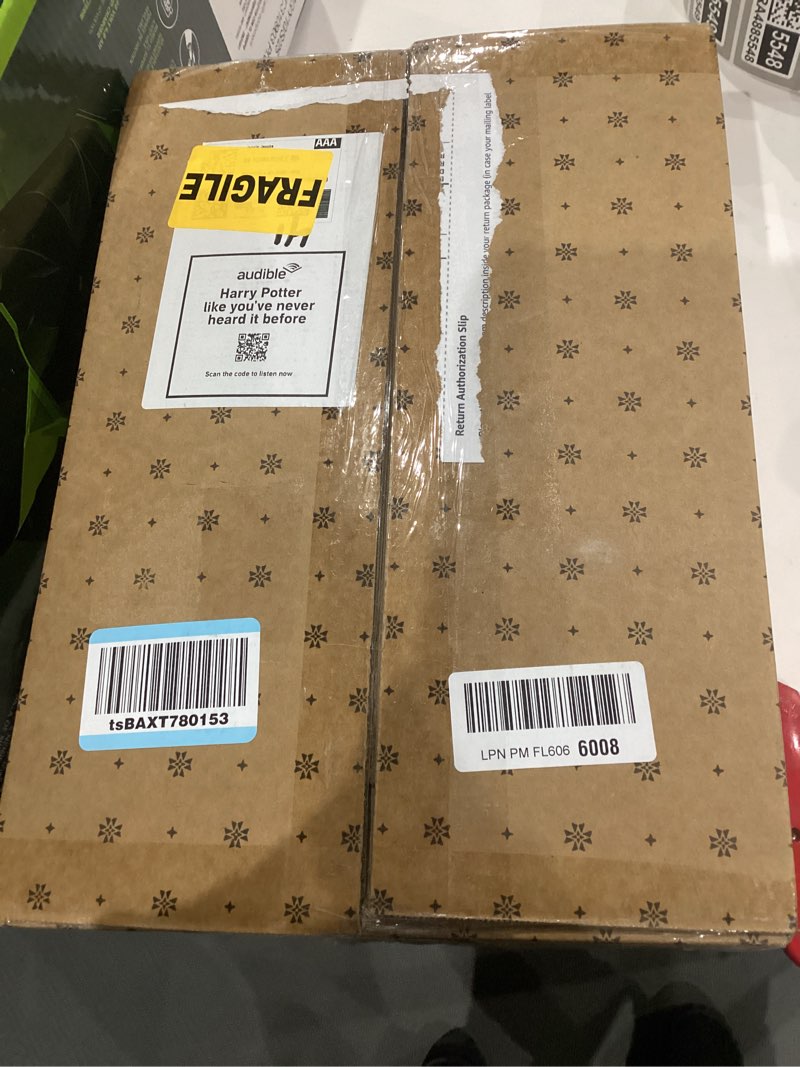 5548
5548
AAA
FRAGILE
audible
Harry Potter
like you've never
heard it before
Scan the code to listen now
Return Authorization Slip
description inside your return package (in case your mailing label
tsBAXT780153
LPN PM FL606 6008